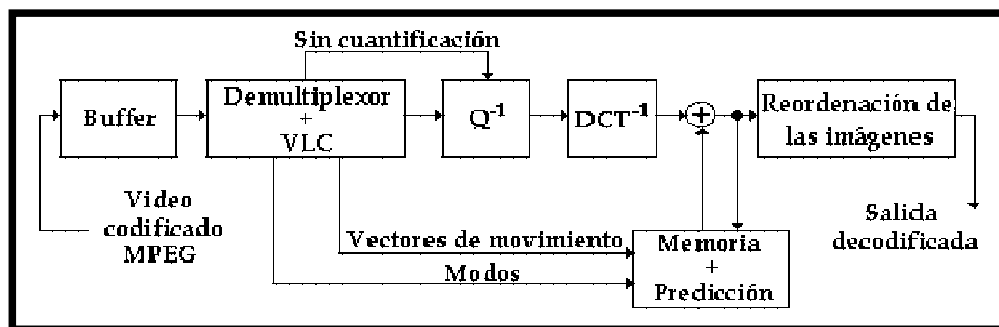 Sin cuantificación
Buffer
Demultiplexor
+
VLC
Q-1
DCT-1
+
Reordenación de
las imágenes
Video
codificado
MPEG
Vectores de movimiento
Modos
Memoria
+
Predicción
Salida
decodificada